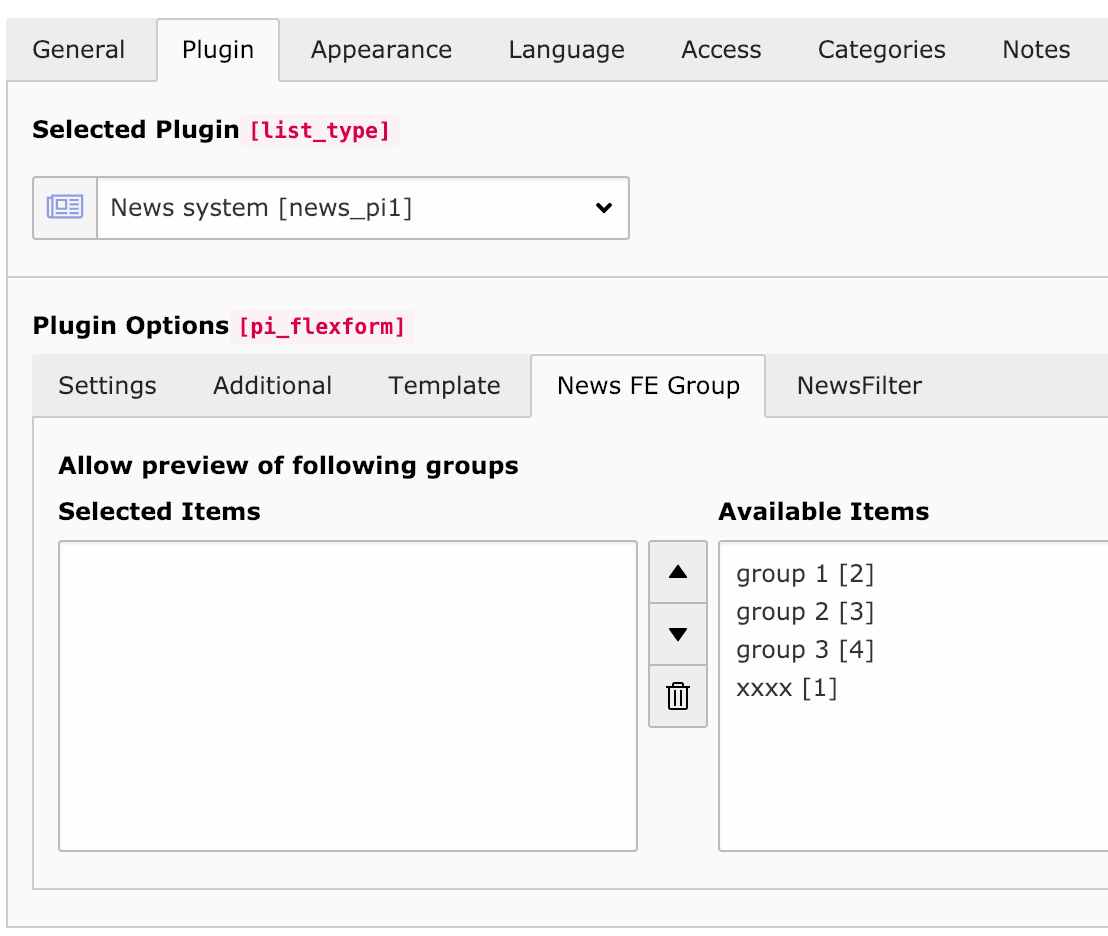 General Plugin Appearance Language Access Categories Notes
Selected Plugin [list_type]
News system [news_pi1]
Plugin Options [pi_flexform]
Settings Additional Template News FE Group NewsFilter
Allow preview of following groups
Selected Items Available Items
group 1 [2]
group 2 [3]
group 3 [4]
xxxx [1]